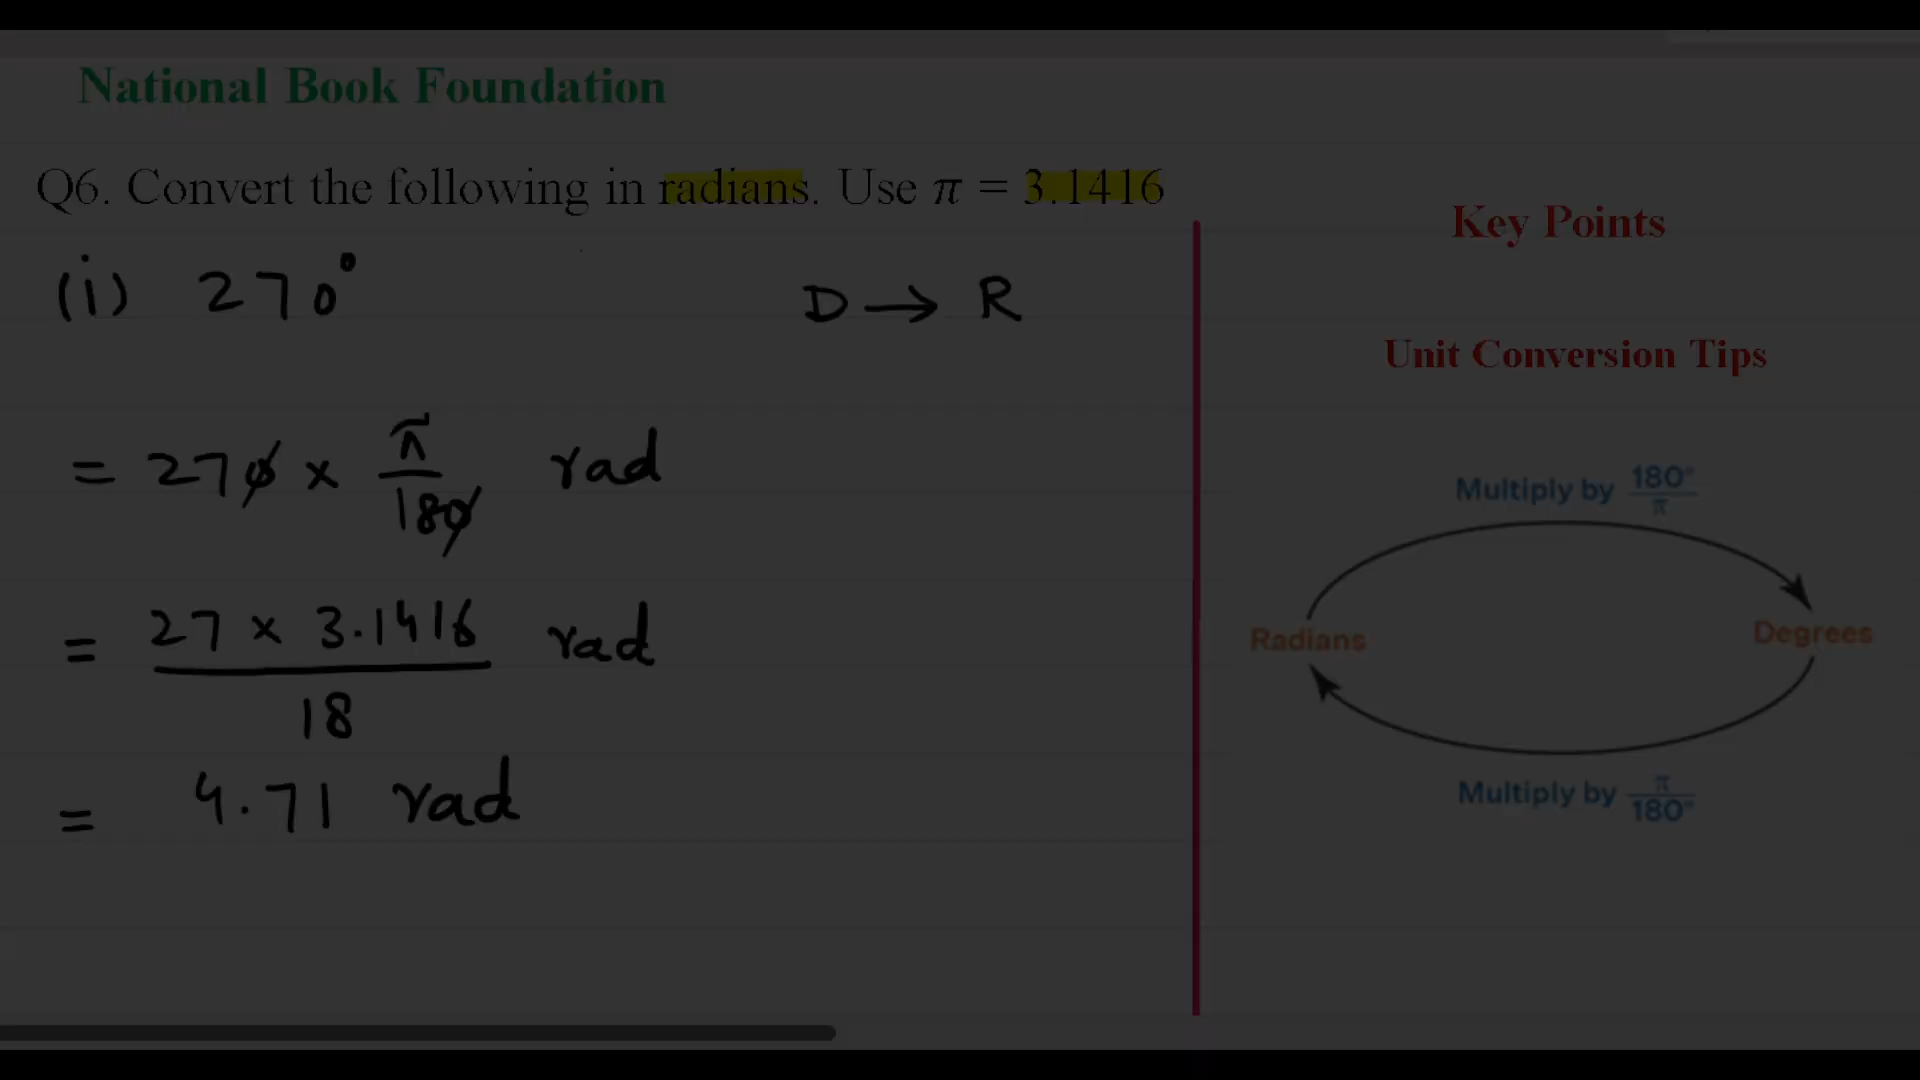 National Book Foundation
Q6. Convert the following in radians. Use π = 3.1416
(i) 270°
D → R
= 270 × π/180 rad
= 27 × 3.1416 / 18 rad
= 4.71 rad
Key Points
Unit Conversion Tips
Multiply by 180°/π
Radians
Degrees
Multiply by π/180°